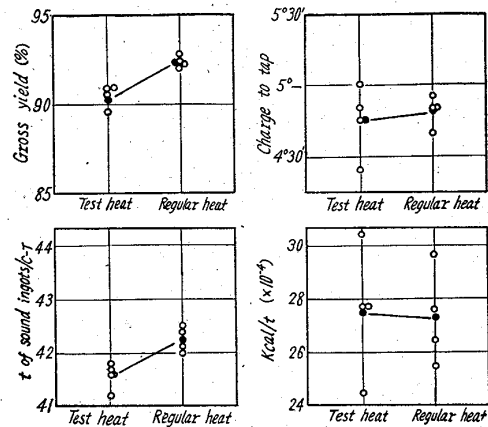 95
90
85
Gross yield (%)
Test heat Regular heat
5°30'
5°
4°30'
Charge to tap
Test heat Regular heat
44
43
42
41
t of sound ingots/c-T
Test heat Regular heat
30
28
26
24
Kcal/t (×10⁻⁴)
Test heat Regular heat